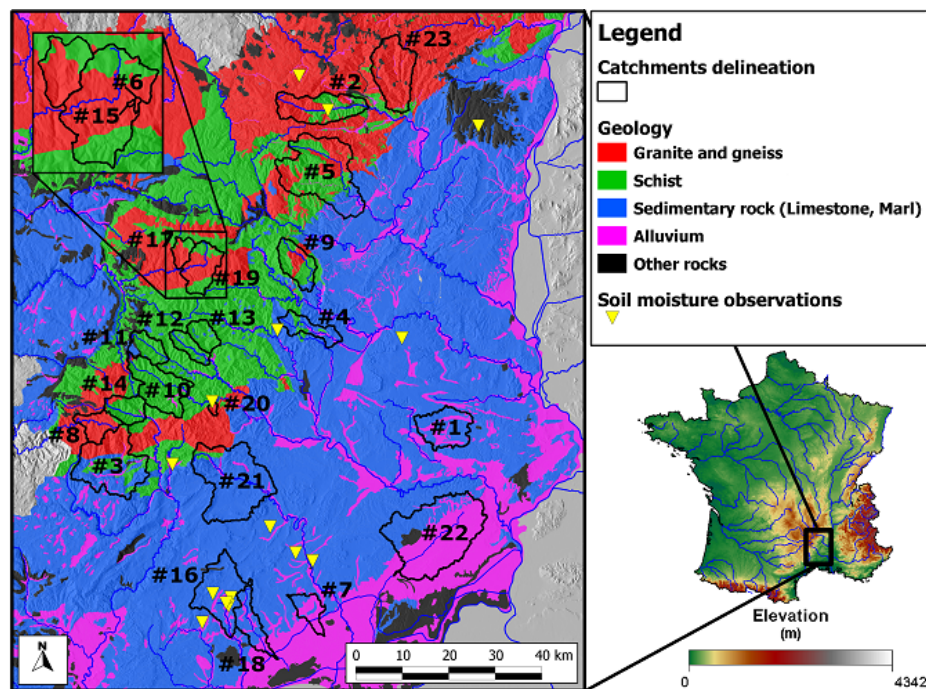 #23
#2
#6
#15
#5
#17
#9
#19
#12
#13
#4
#11
#14
#10
#20
#1
#8
#3
#21
#22
#16
#7
#18
N
0 10 20 30 40 km
Legend
Catchments delineation
Geology
Granite and gneiss
Schist
Sedimentary rock (Limestone, Marl)
Alluvium
Other rocks
Soil moisture observations
Elevation
(m)
0 4342